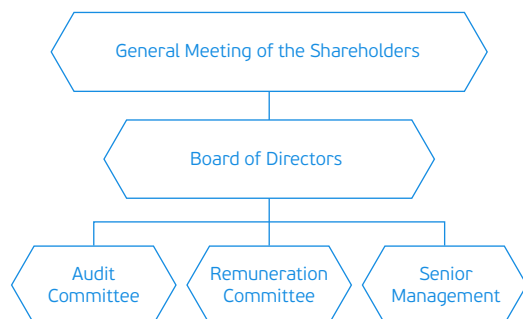 General Meeting of the Shareholders
Board of Directors
Audit
Committee
Remuneration
Committee
Senior
Management